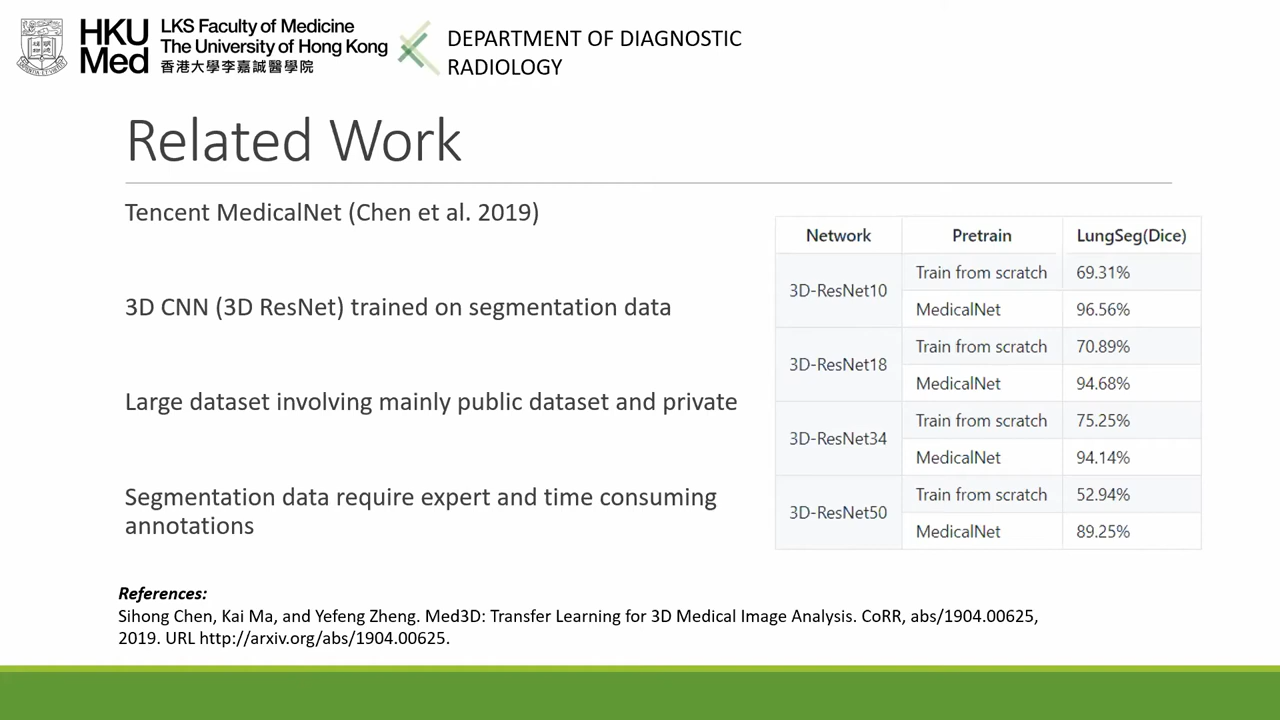 HKU
Med
LKS Faculty of Medicine
The University of Hong Kong
香港大學李嘉誠醫學院
DEPARTMENT OF DIAGNOSTIC
RADIOLOGY
Related Work
Tencent MedicalNet (Chen et al. 2019)
3D CNN (3D ResNet) trained on segmentation data
Large dataset involving mainly public dataset and private
Segmentation data require expert and time consuming
annotations
Network Pretrain LungSeg(Dice)
3D-ResNet10 Train from scratch 69.31%
MedicalNet 96.56%
3D-ResNet18 Train from scratch 70.89%
MedicalNet 94.68%
3D-ResNet34 Train from scratch 75.25%
MedicalNet 94.14%
3D-ResNet50 Train from scratch 52.94%
MedicalNet 89.25%
References:
Sihong Chen, Kai Ma, and Yefeng Zheng. Med3D: Transfer Learning for 3D Medical Image Analysis. CoRR, abs/1904.00625,
2019. URL http://arxiv.org/abs/1904.00625.